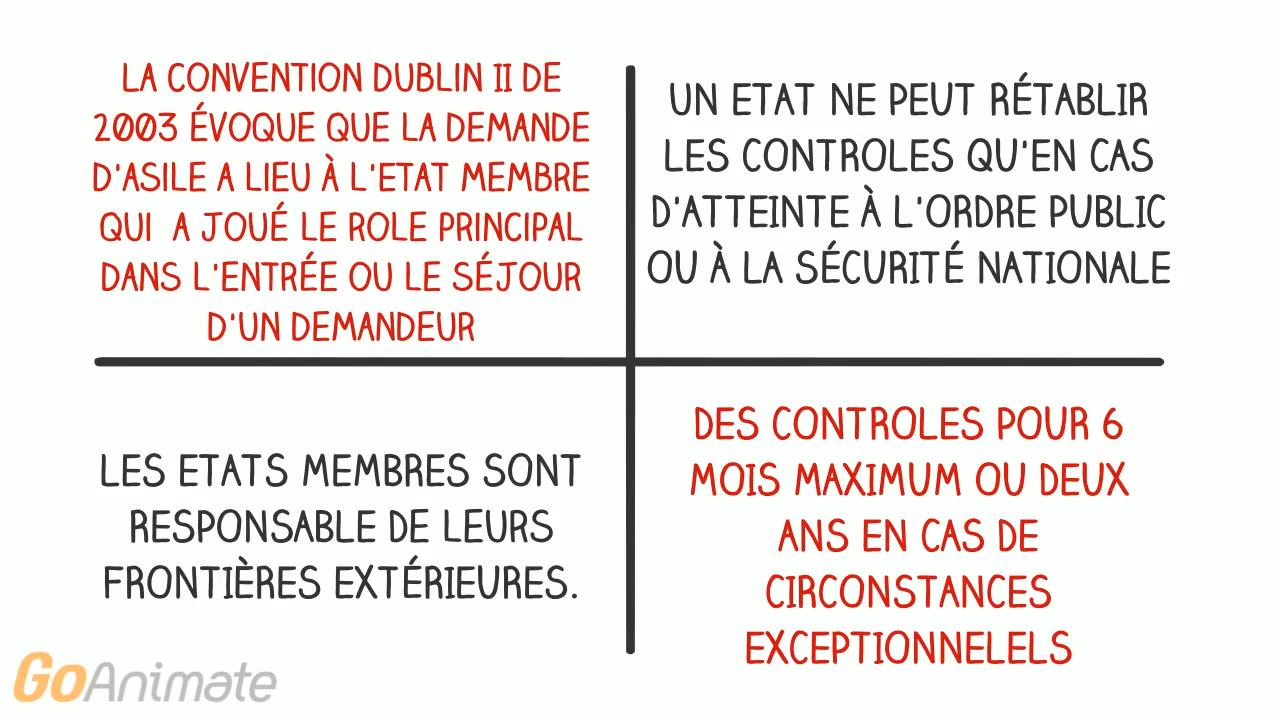 LA CONVENTION DUBLIN II DE
2003 ÉVOQUE QUE LA DEMANDE
D'ASILE A LIEU À L'ETAT MEMBRE
QUI A JOUÉ LE ROLE PRINCIPAL
DANS L'ENTRÉE OU LE SÉJOUR
D'UN DEMANDEUR
UN ETAT NE PEUT RÉTABLIR
LES CONTROLES QU'EN CAS
D'ATTEINTE À L'ORDRE PUBLIC
OU À LA SÉCURITÉ NATIONALE
LES ETATS MEMBRES SONT
RESPONSABLE DE LEURS
FRONTIÈRES EXTÉRIEURES.
DES CONTROLES POUR 6
MOIS MAXIMUM OU DEUX
ANS EN CAS DE
CIRCONSTANCES
EXCEPTIONNELELS
GoAnimate